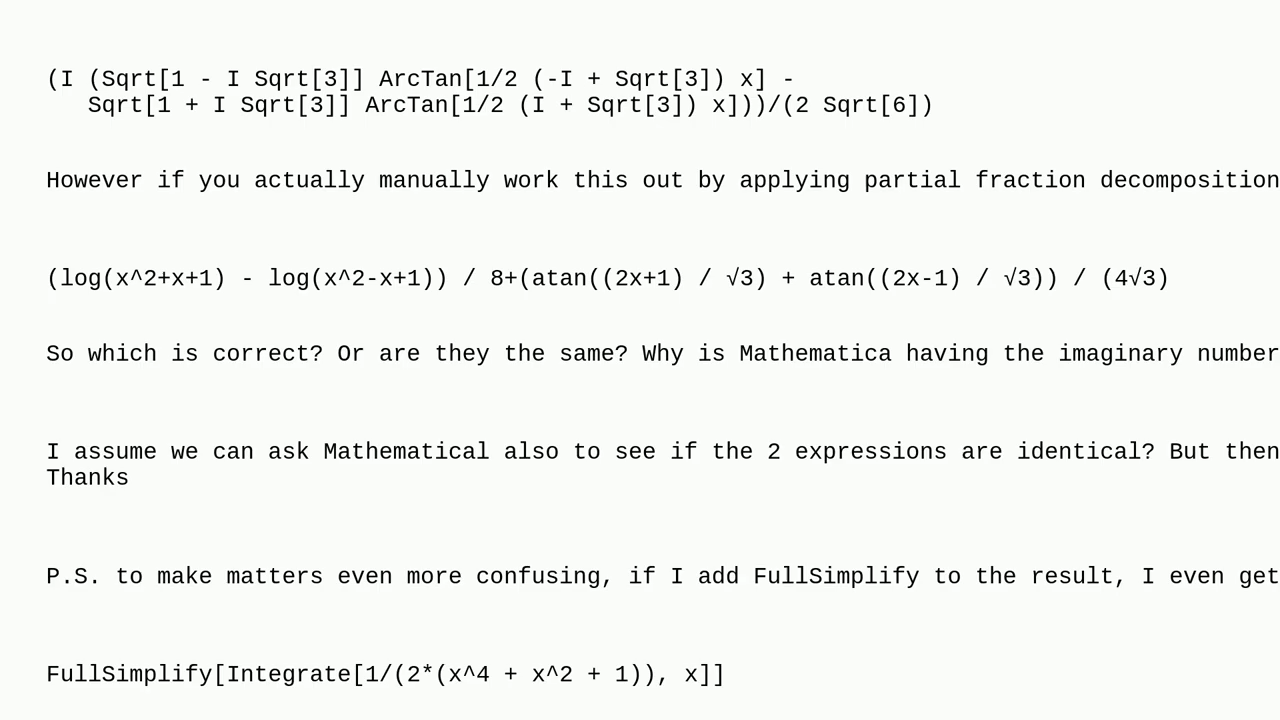 (I (Sqrt[1 - I Sqrt[3]] ArcTan[1/2 (-I + Sqrt[3]) x] -
Sqrt[1 + I Sqrt[3]] ArcTan[1/2 (I + Sqrt[3]) x]))/(2 Sqrt[6])
However if you actually manually work this out by applying partial fraction decomposition
(log(x^2+x+1) - log(x^2-x+1)) / 8+(atan((2x+1) / √3) + atan((2x-1) / √3)) / (4√3)
So which is correct? Or are they the same? Why is Mathematica having the imaginary number
I assume we can ask Mathematical also to see if the 2 expressions are identical? But then
Thanks
P.S. to make matters even more confusing, if I add FullSimplify to the result, I even get
FullSimplify[Integrate[1/(2*(x^4 + x^2 + 1)), x]]